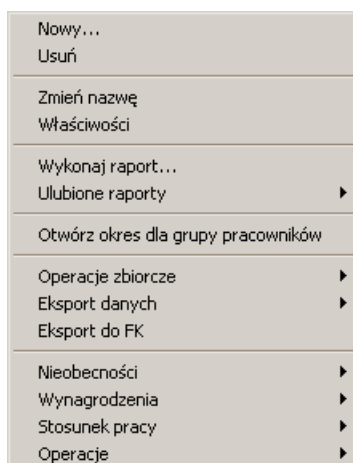 Nowy...
Usuń
Zmień nazwę
Właściwości
Wykonaj raport...
Ulubione raporty
Otwórz okres dla grupy pracowników
Operacje zbiorcze
Eksport danych
Eksport do FK
Nieobecności
Wynagrodzenia
Stosunek pracy
Operacje